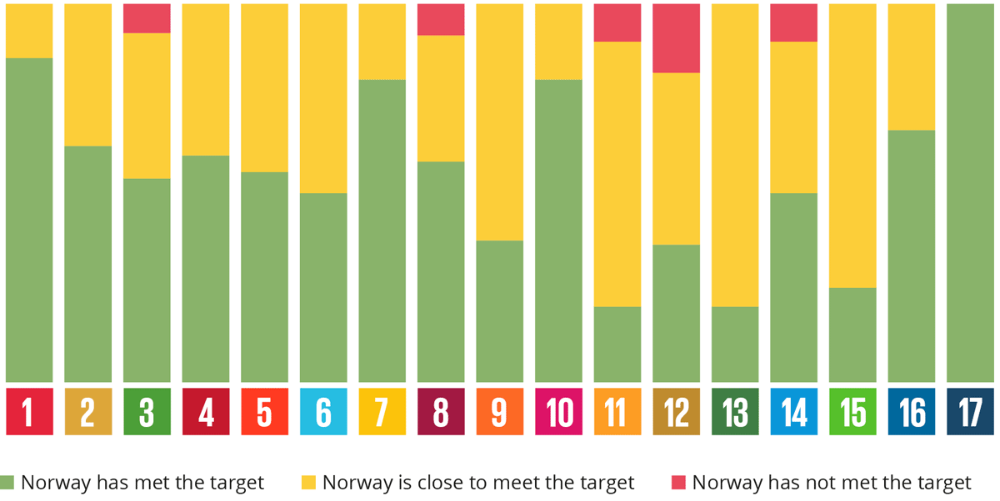 1 2 3 4 5 6 7 8 9 10 11 12 13 14 15 16 17
Norway has met the target Norway is close to meet the target Norway has not met the target